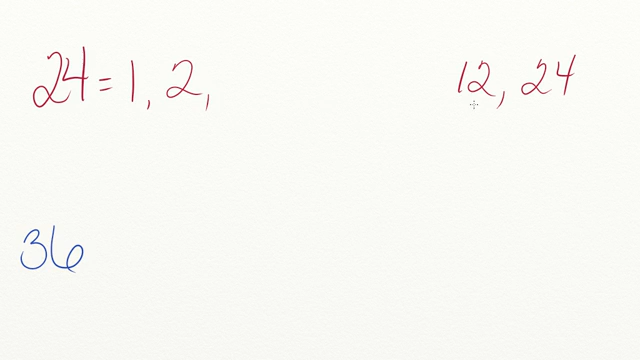 24 = 1, 2, 12, 24
36